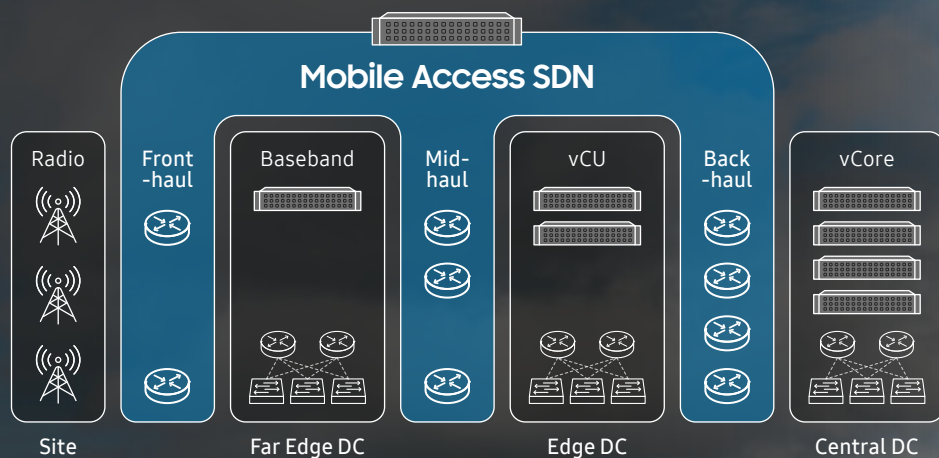 Mobile Access SDN
Radio
Front
-haul
Baseband
Mid-
haul
vCU
Back
-haul
vCore
Site
Far Edge DC
Edge DC
Central DC